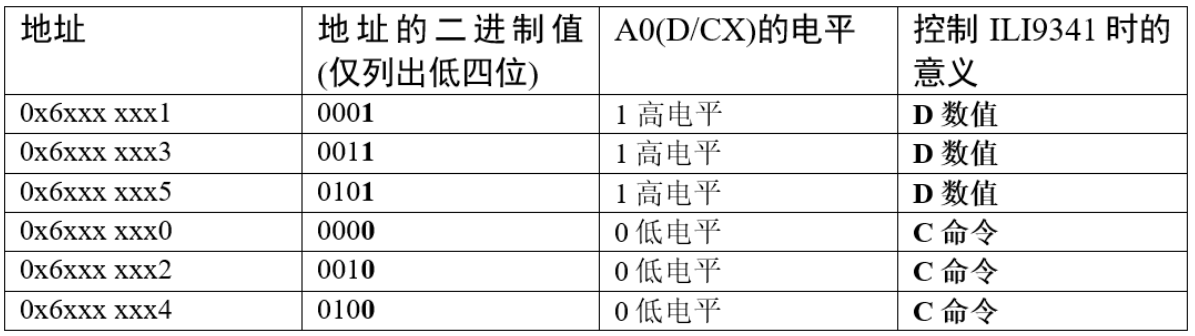 地址 地址的二进制值 A0(D/CX)的电平 控制 ILI9341 时的
(仅列出低四位) 意义
0x6xxx xxx1 0001 1 高电平 D 数值
0x6xxx xxx3 0011 1 高电平 D 数值
0x6xxx xxx5 0101 1 高电平 D 数值
0x6xxx xxx0 0000 0 低电平 C 命令
0x6xxx xxx2 0010 0 低电平 C 命令
0x6xxx xxx4 0100 0 低电平 C 命令